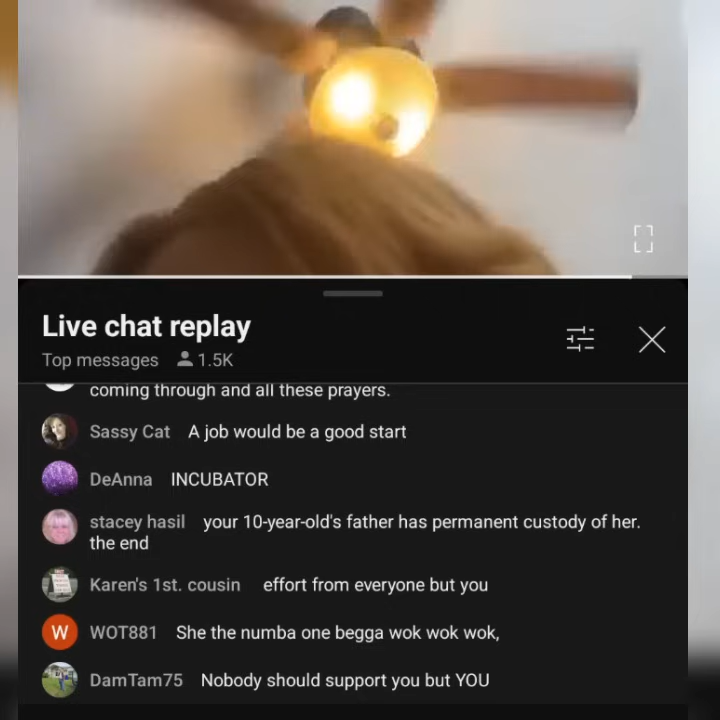 Live chat replay
Top messages 1.5K
coming through and all these prayers.
Sassy Cat A job would be a good start
DeAnna INCUBATOR
stacey hasil your 10-year-old's father has permanent custody of her.
the end
Karen's 1st. cousin effort from everyone but you
W WOT881 She the numba one begga wok wok wok,
DamTam75 Nobody should support you but YOU